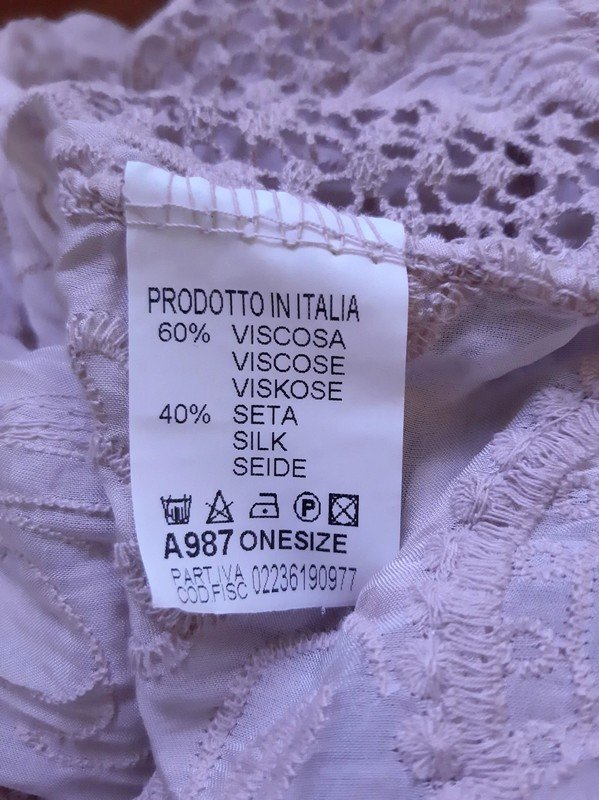 PRODOTTO IN ITALIA
60% VISCOSA
VISCOSE
VISKOSE
40% SETA
SILK
SEIDE
P
A987 ONESIZE
PART.IVA
COD.FISC 02236190977